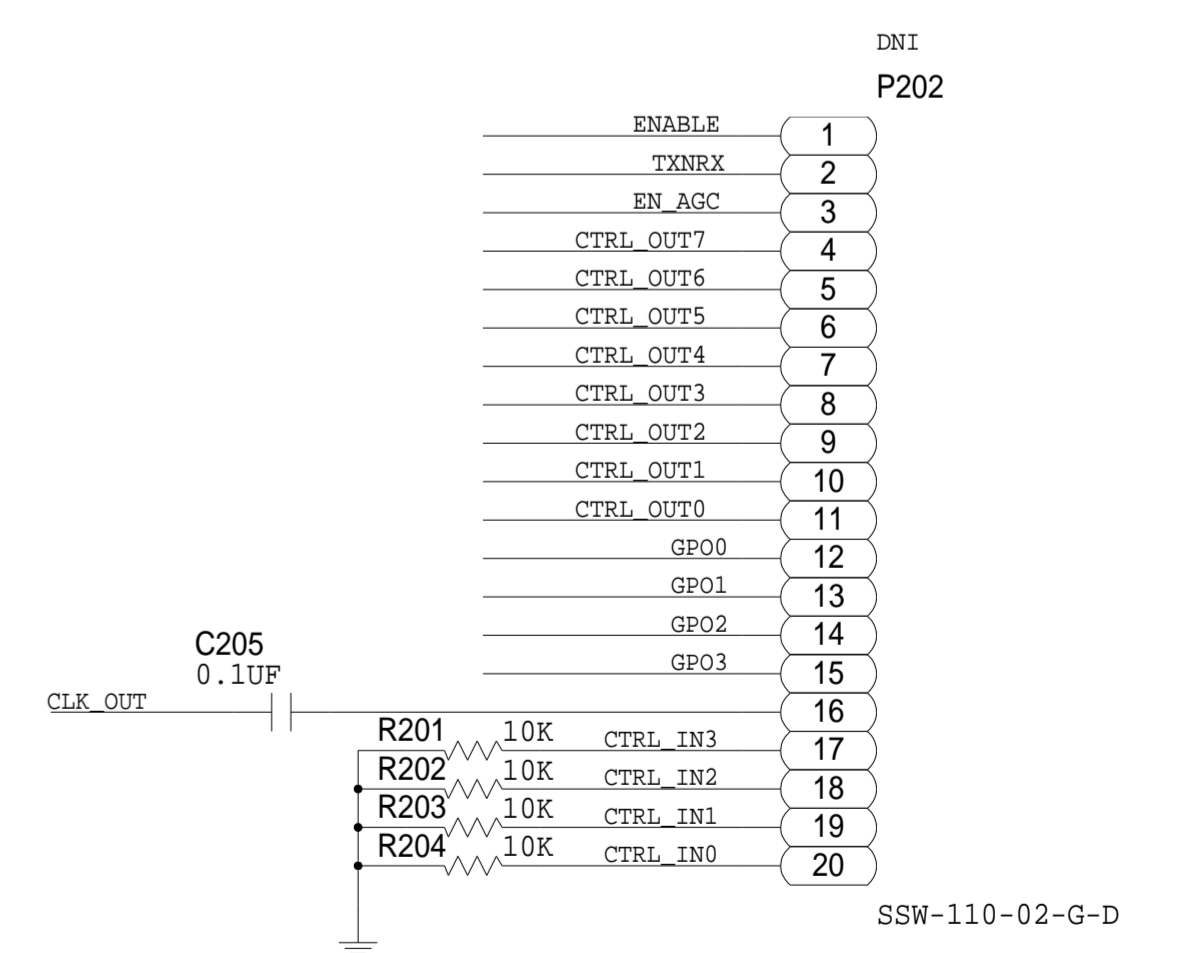 DNI
P202
ENABLE 1
TXNRX 2
EN_AGC 3
CTRL_OUT7 4
CTRL_OUT6 5
CTRL_OUT5 6
CTRL_OUT4 7
CTRL_OUT3 8
CTRL_OUT2 9
CTRL_OUT1 10
CTRL_OUT0 11
GPO0 12
GPO1 13
GPO2 14
C205
GPO3 15
0.1UF
CLK_OUT 16
R201 10K CTRL_IN3 17
R202 10K CTRL_IN2 18
R203 10K CTRL_IN1 19
R204 10K CTRL_IN0 20
SSW-110-02-G-D